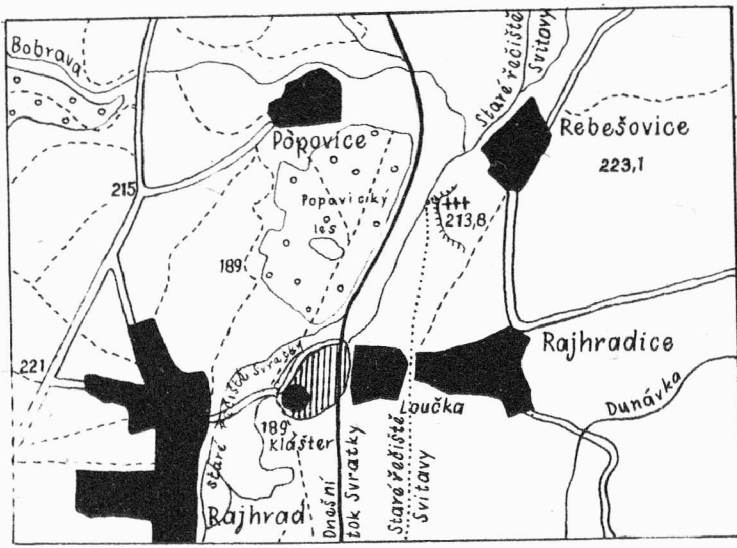 Bobrava
Staré řečiště
Svitavy
Popovice
Rebešovice
223,1
215
Popovický
les
213,8
189
Rajhradice
221
staré řečiště Svratky
Loučka
Dunávka
189
Klášter
Rajhrad
Dnešní
tok Svratky
Staré řečiště
Svitavy